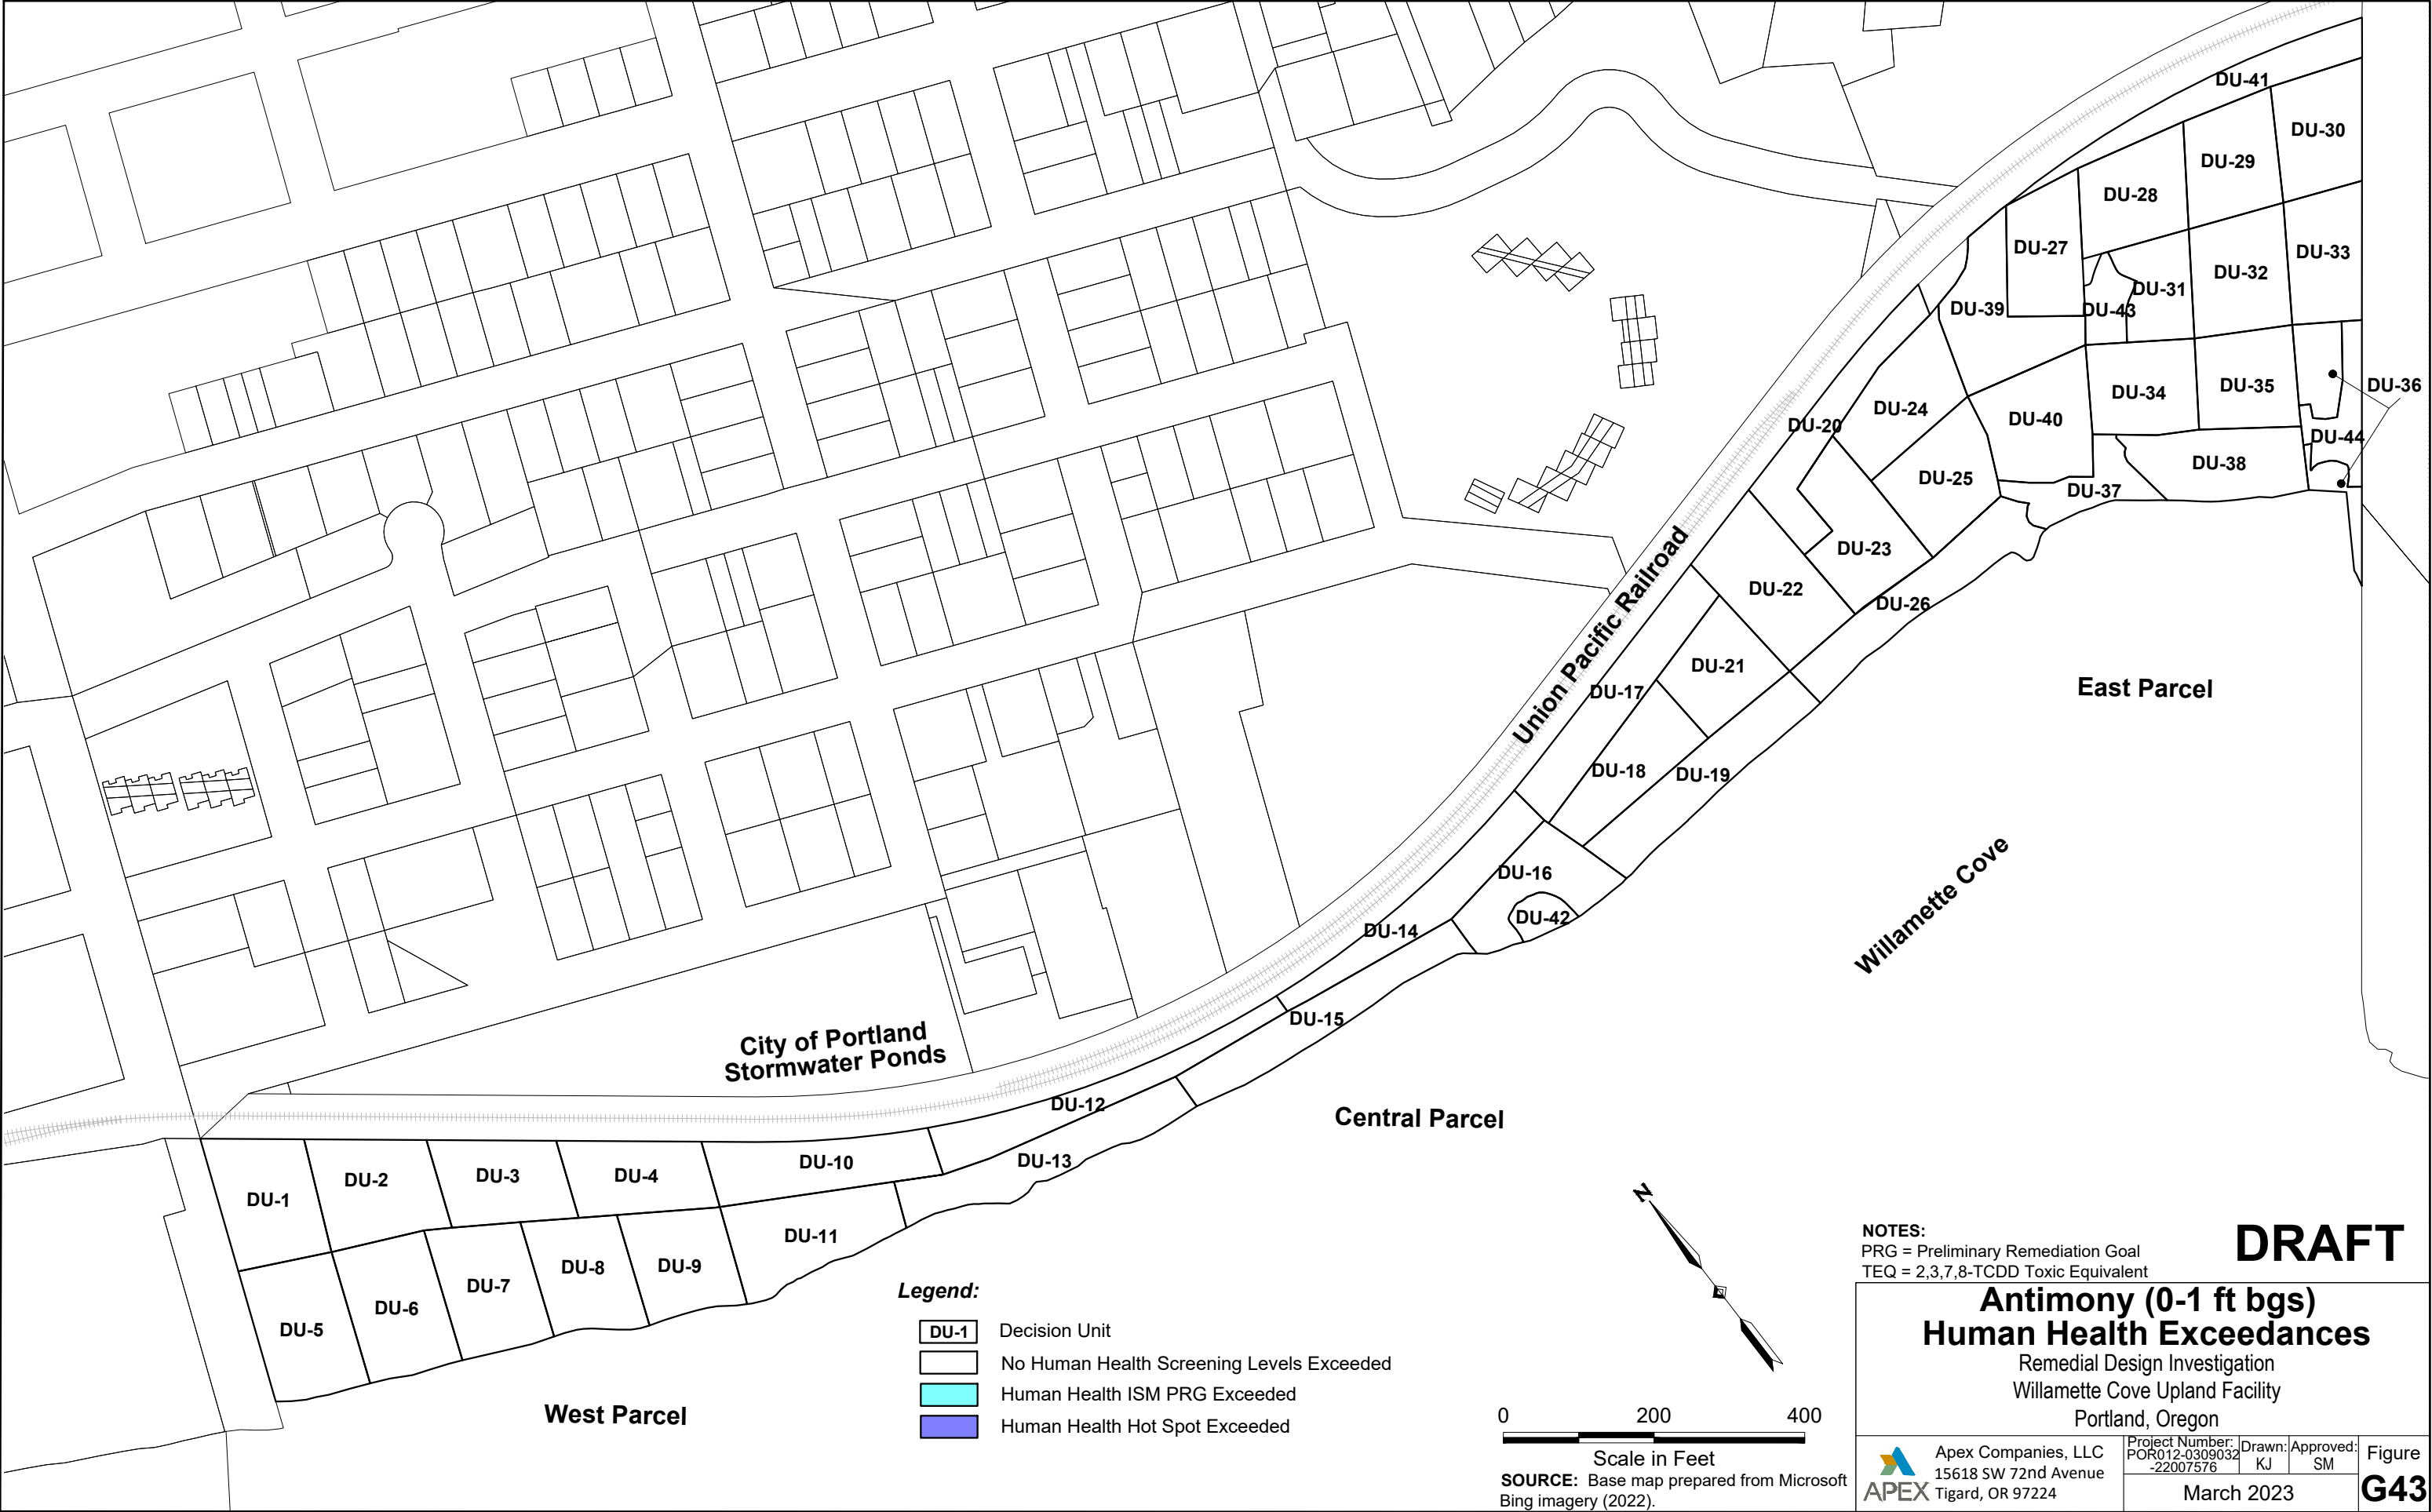 DU-41
DU-30
DU-29
DU-28
DU-27
DU-33
DU-32
DU-31
DU-43
DU-39
DU-36
DU-35
DU-34
DU-24
DU-40
DU-20
DU-44
DU-38
DU-25
DU-37
DU-23
DU-22
DU-26
Union Pacific Railroad
DU-21
DU-17
East Parcel
DU-18
DU-19
DU-16
DU-42
DU-14
Willamette Cove
DU-15
City of Portland
Stormwater Ponds
DU-12
Central Parcel
DU-13
DU-10
DU-4
DU-3
DU-2
DU-1
DU-11
DU-9
DU-8
DU-7
DU-6
DU-5
West Parcel
N
Legend:
DU-1 Decision Unit
No Human Health Screening Levels Exceeded
Human Health ISM PRG Exceeded
Human Health Hot Spot Exceeded
0 200 400
Scale in Feet
SOURCE: Base map prepared from Microsoft
Bing imagery (2022).
NOTES:
PRG = Preliminary Remediation Goal
TEQ = 2,3,7,8-TCDD Toxic Equivalent
DRAFT
Antimony (0-1 ft bgs)
Human Health Exceedances
Remedial Design Investigation
Willamette Cove Upland Facility
Portland, Oregon
APEX
Apex Companies, LLC
15618 SW 72nd Avenue
Tigard, OR 97224
Project Number:
POR012-0309032
-22007576
Drawn:
KJ
Approved:
SM
March 2023
Figure
G43